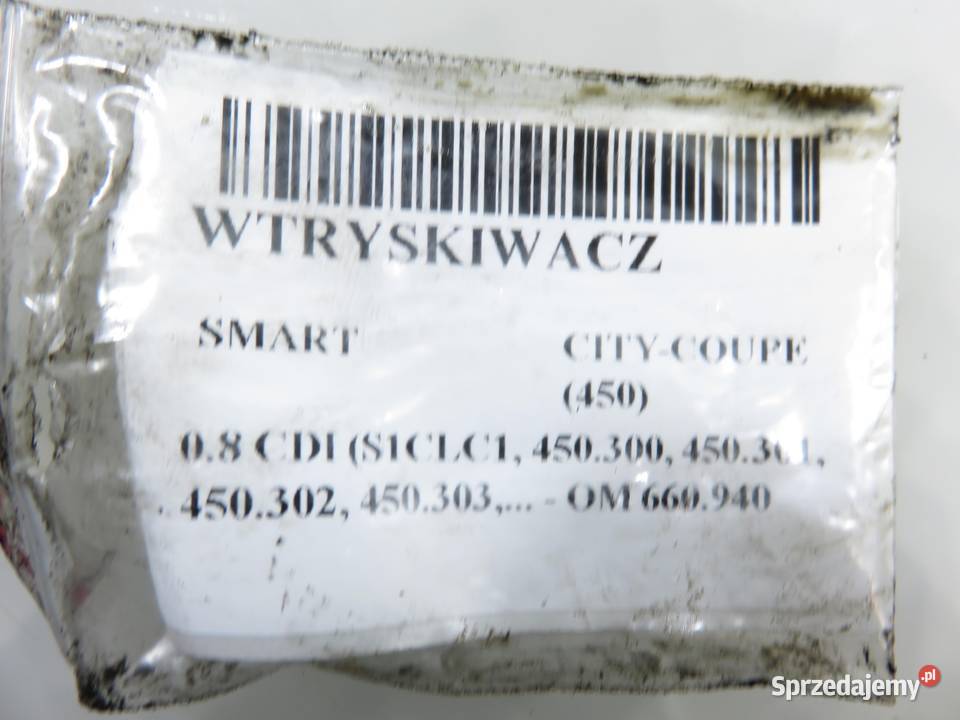 WTRYSKIWACZ
SMART CITY-COUPE
(450)
0.8 CDI (S1CLC1, 450.300, 450.301,
450.302, 450.303,... - OM 660.940
Sprzedajemy.pl